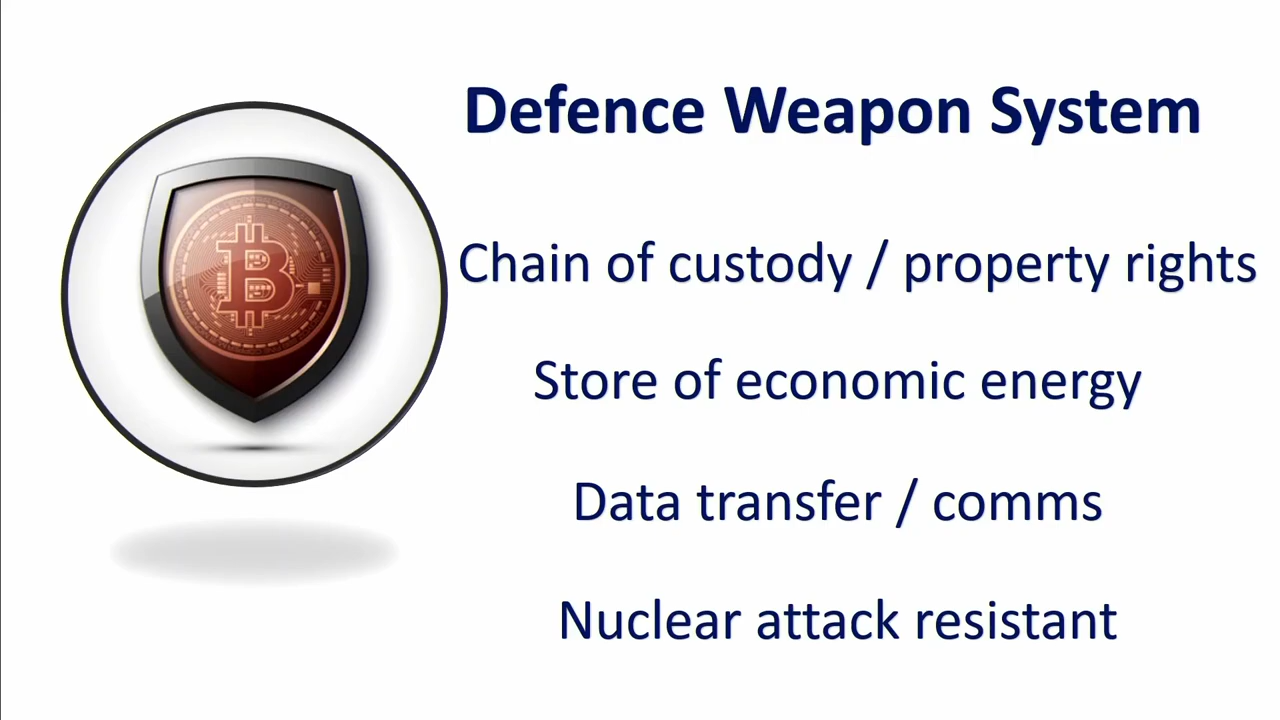 Defence Weapon System
Chain of custody / property rights
Store of economic energy
Data transfer / comms
Nuclear attack resistant